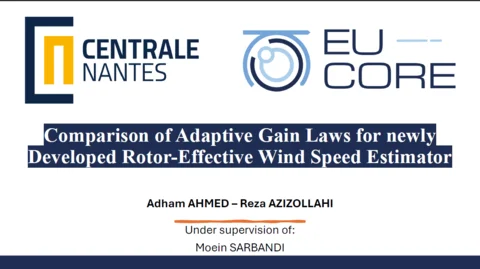 CENTRALE
NANTES
EU
CORE
Comparison of Adaptive Gain Laws for newly
Developed Rotor-Effective Wind Speed Estimator
Adham AHMED – Reza AZIZOLLAHI
Under supervision of:
Moein SARBANDI